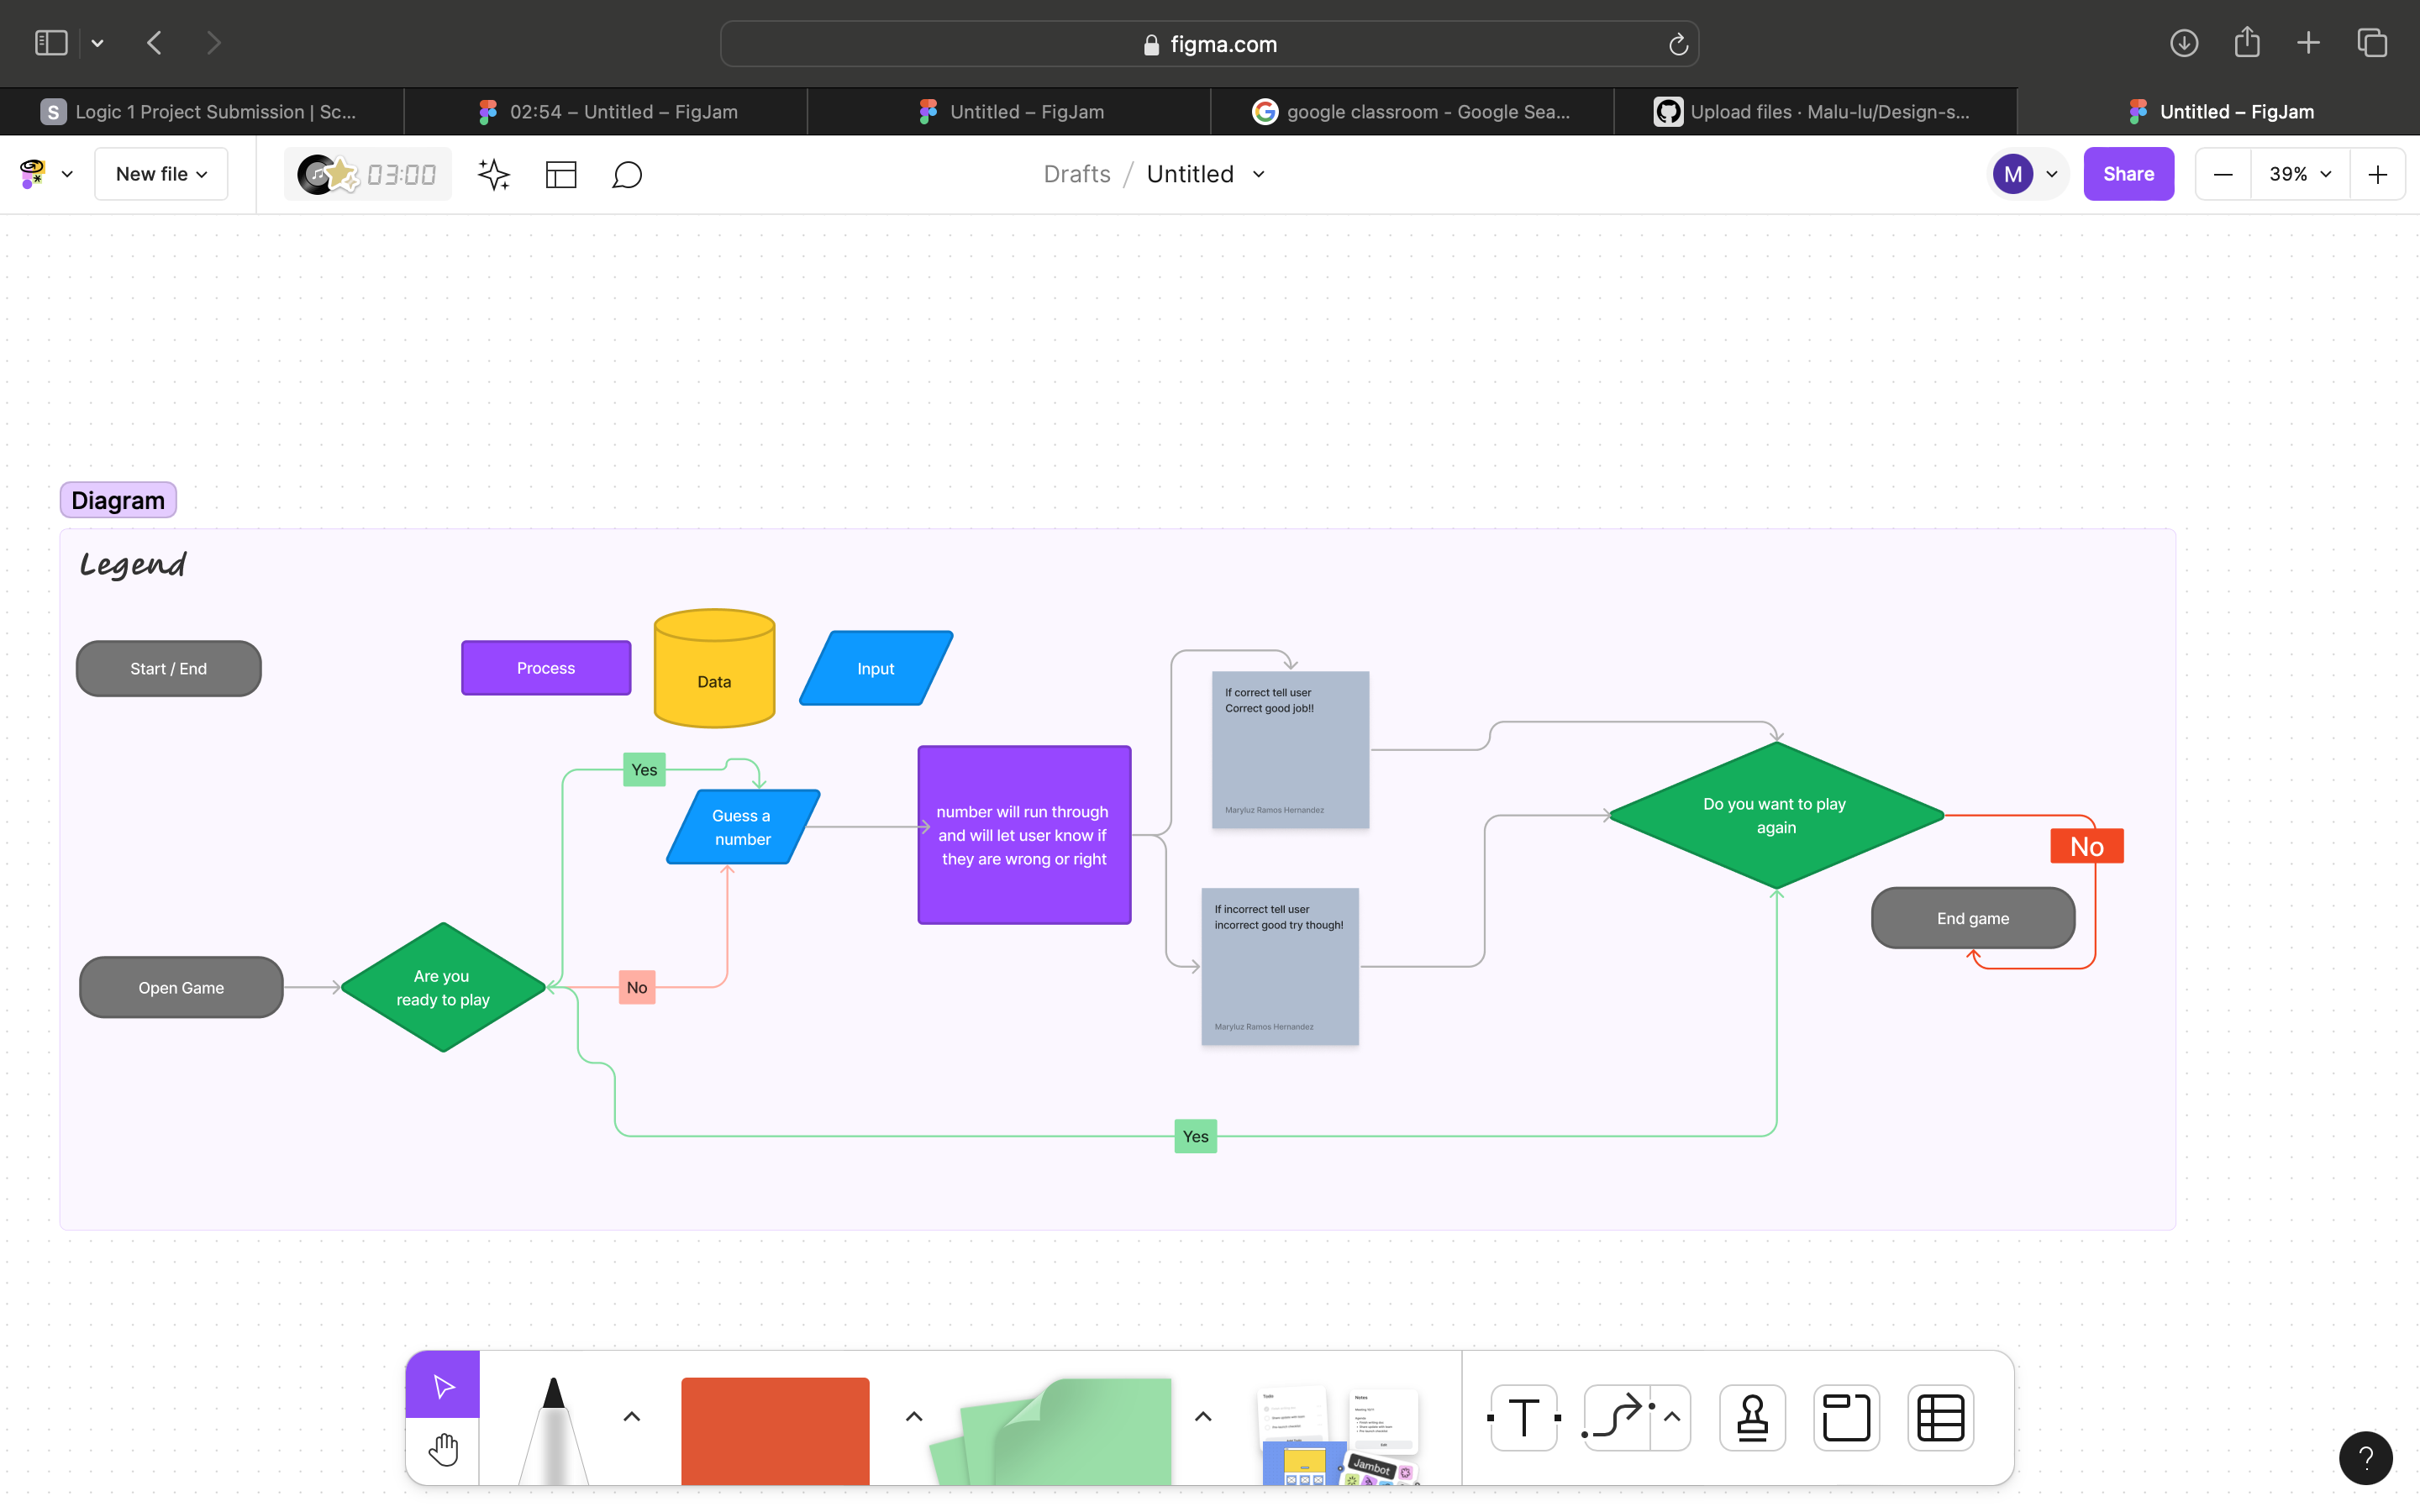 figma.com
Logic 1 Project Submission | Sc...
02:54 – Untitled – FigJam
Untitled – FigJam
google classroom - Google Sea...
Upload files · Malu-lu/Design-s...
Untitled – FigJam
New file
03:00
Drafts / Untitled
M
Share
39%
Diagram
Legend
Start / End
Process
Data
Input
If correct tell user
Correct good job!!
Maryluz Ramos Hernandez
Yes
Guess a
number
number will run through
and will let user know if
they are wrong or right
Do you want to play
again
No
If incorrect tell user
incorrect good try though!
Maryluz Ramos Hernandez
End game
Open Game
Are you
ready to play
No
Yes
T
Jambot
?